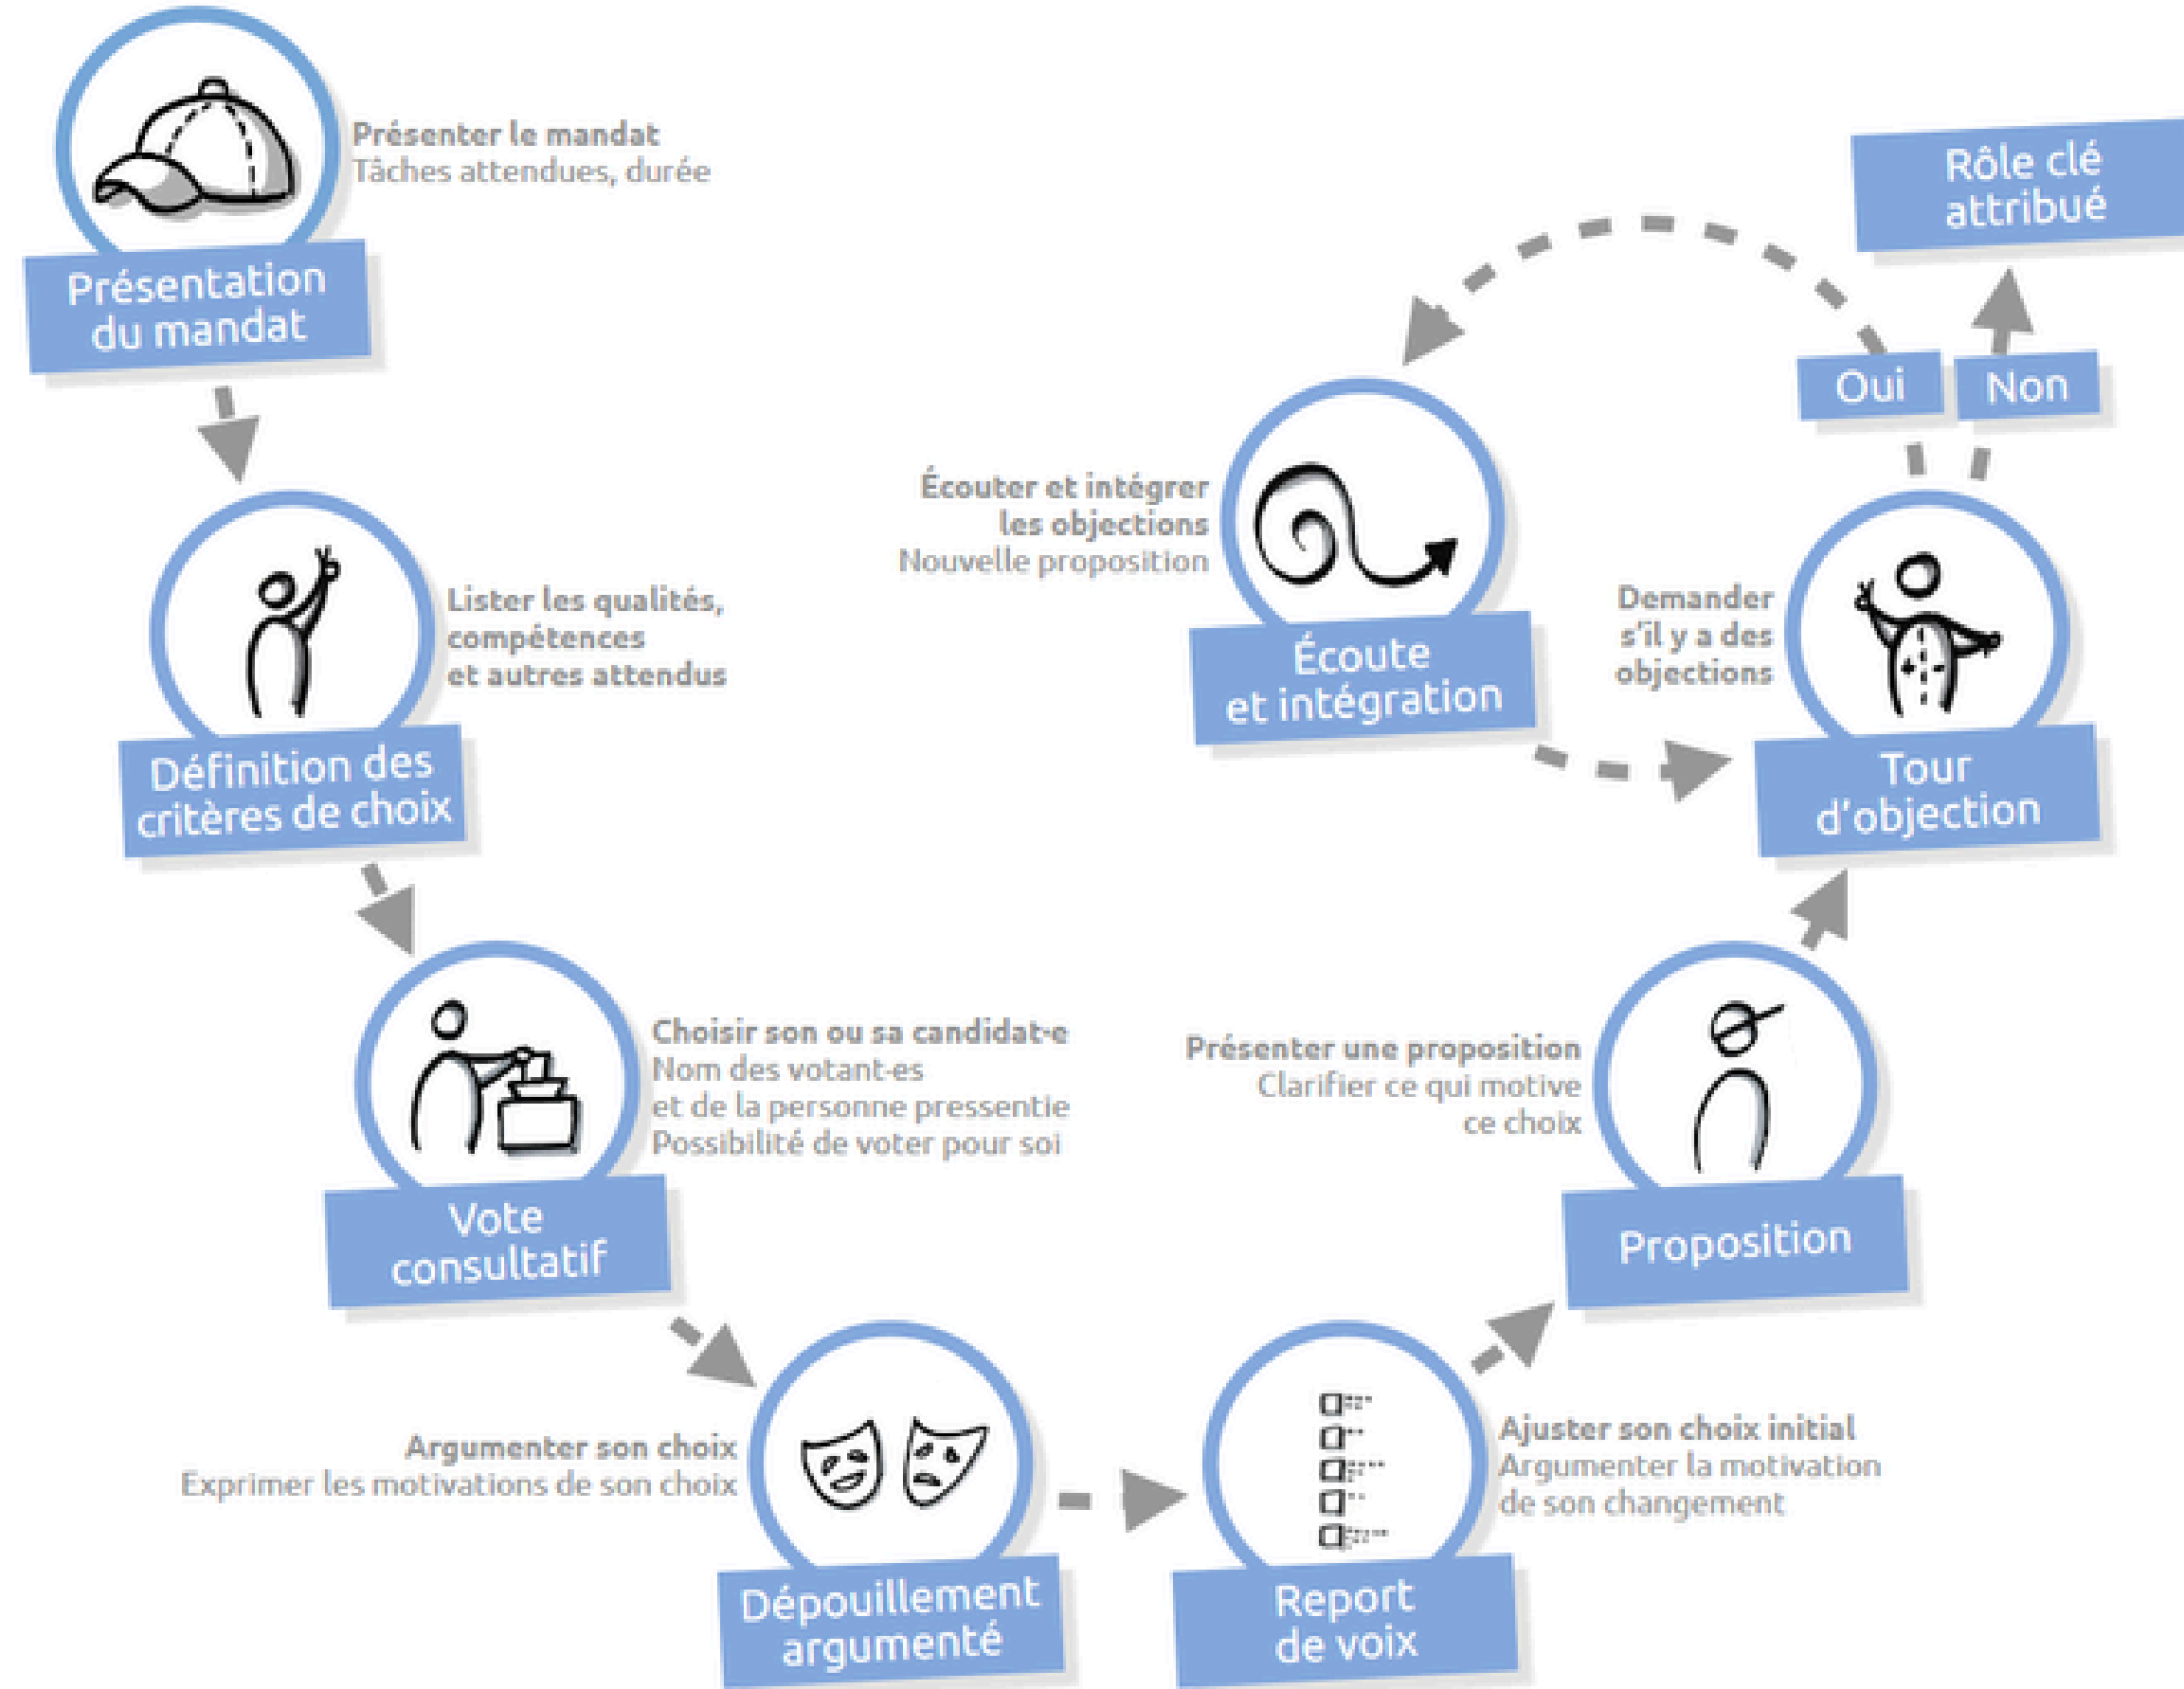 Présenter le mandat
Tâches attendues, durée
Présentation
du mandat
Lister les qualités,
compétences
et autres attendus
Définition des
critères de choix
Choisir son ou sa candidat·e
Nom des votant·es
et de la personne pressentie
Possibilité de voter pour soi
Vote
consultatif
Argumenter son choix
Exprimer les motivations de son choix
Dépouillement
argumenté
Ajuster son choix initial
Argumenter la motivation
de son changement
Report
de voix
Présenter une proposition
Clarifier ce qui motive
ce choix
Proposition
Demander
s'il y a des
objections
Tour
d'objection
Oui
Non
Écouter et intégrer
les objections
Nouvelle proposition
Écoute
et intégration
Rôle clé
attribué